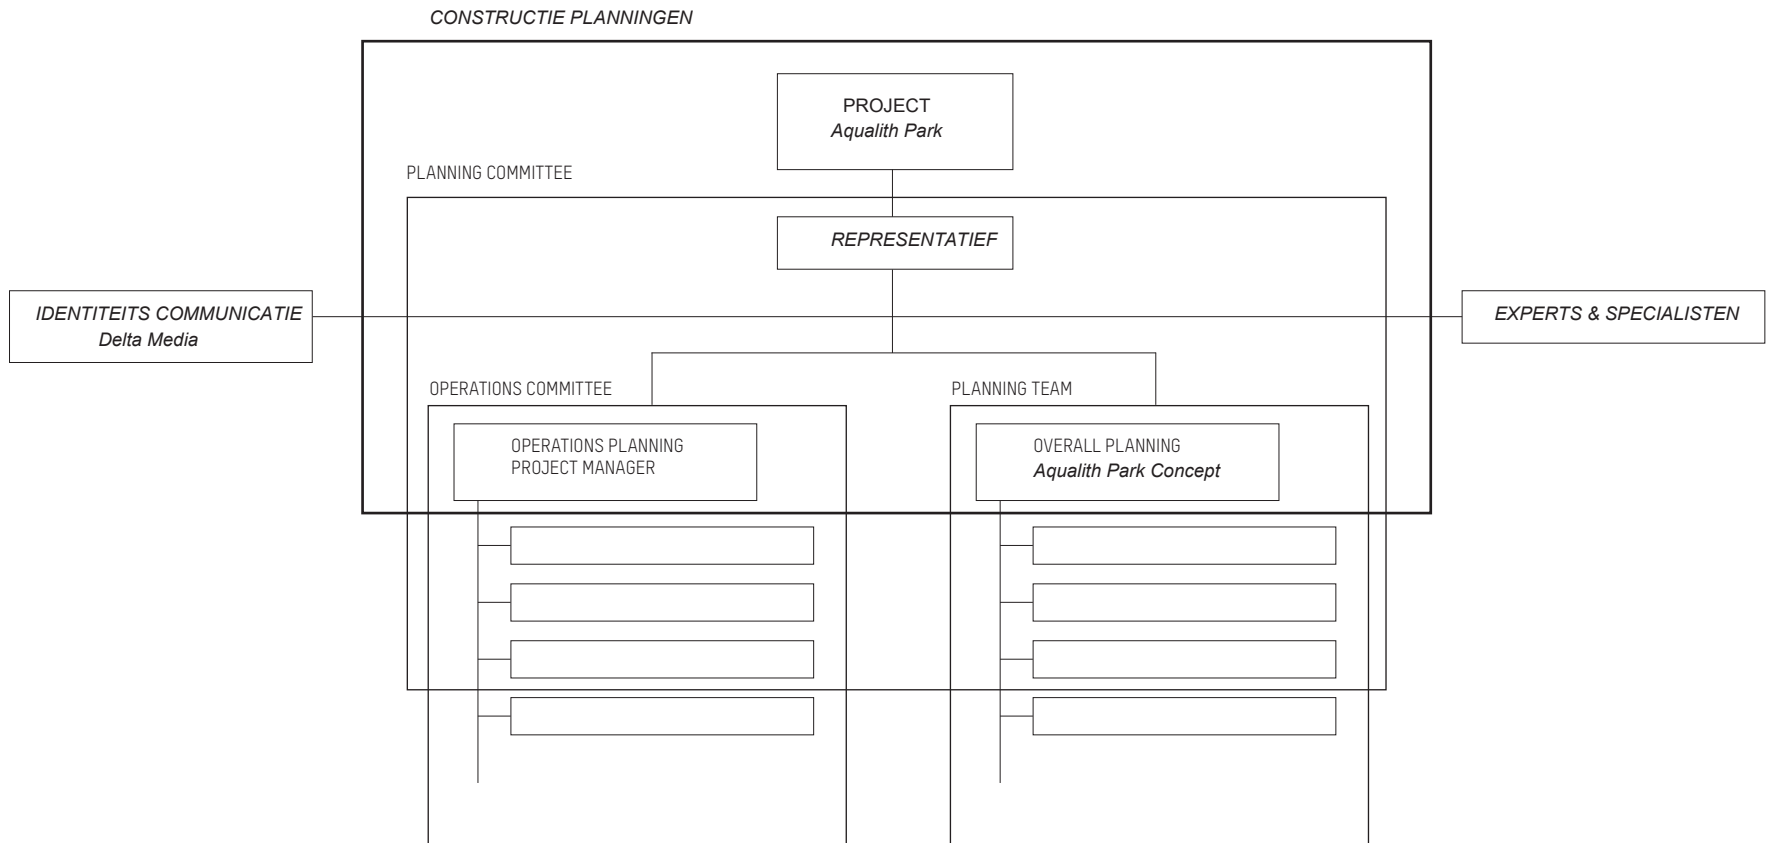 CONSTRUCTIE PLANNINGEN
PROJECT
Aqualith Park
PLANNING COMMITTEE
REPRESENTATIEF
IDENTITEITS COMMUNICATIE
Delta Media
EXPERTS & SPECIALISTEN
OPERATIONS COMMITTEE
PLANNING TEAM
OPERATIONS PLANNING
PROJECT MANAGER
OVERALL PLANNING
Aqualith Park Concept